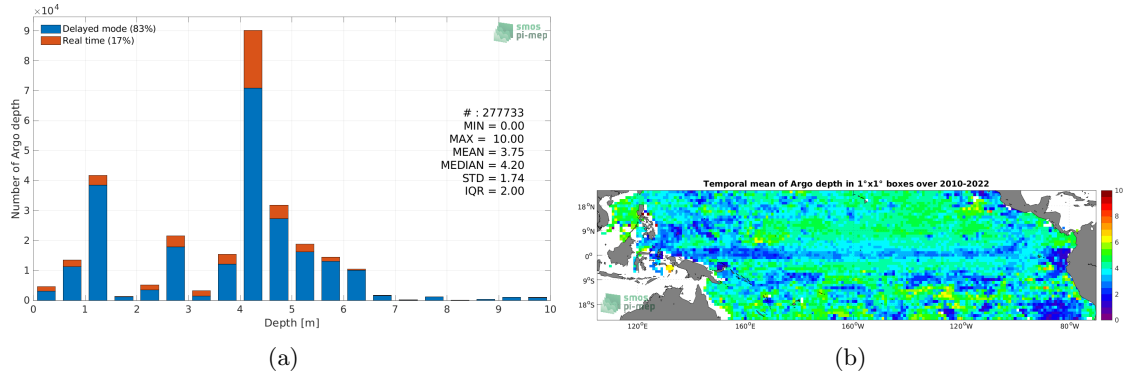 ×10⁴
Delayed mode (83%)
Real time (17%)
smos
pi-mep
9
8
7
6
5
4
3
2
1
0
Number of Argo depth
# : 277733
MIN = 0.00
MAX = 10.00
MEAN = 3.75
MEDIAN = 4.20
STD = 1.74
IQR = 2.00
0 1 2 3 4 5 6 7 8 9 10
Depth [m]
(a)
Temporal mean of Argo depth in 1°x1° boxes over 2010-2022
18°N
9°N
0°
9°S
18°S
smos
pi-mep
120°E 160°E 160°W 120°W 80°W
10
8
6
4
2
0
(b)